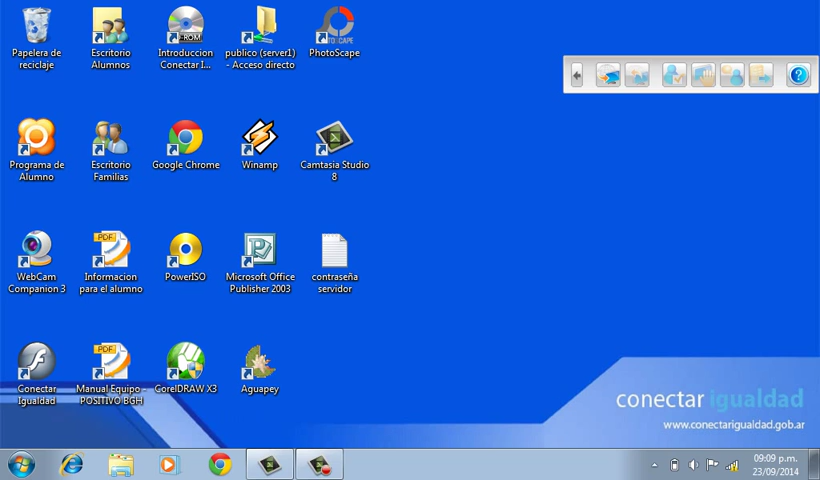 Papelera de
reciclaje
Escritorio
Alumnos
FROM
Introduccion
Conectar I...
publico (server1)
- Acceso directo
PhotoScape
Programa de
Alumno
Escritorio
Familias
Google Chrome
Winamp
Camtasia Studio
8
WebCam
Companion 3
PDF
Informacion
para el alumno
PowerISO
Microsoft Office
Publisher 2003
contraseña
servidor
Conectar
Igualdad
PDF
Manual Equipo -
POSITIVO BGH
CorelDRAW X3
Aguapey
conectar igualdad
www.conectarigualdad.gob.ar
09:09 p.m.
23/09/2014